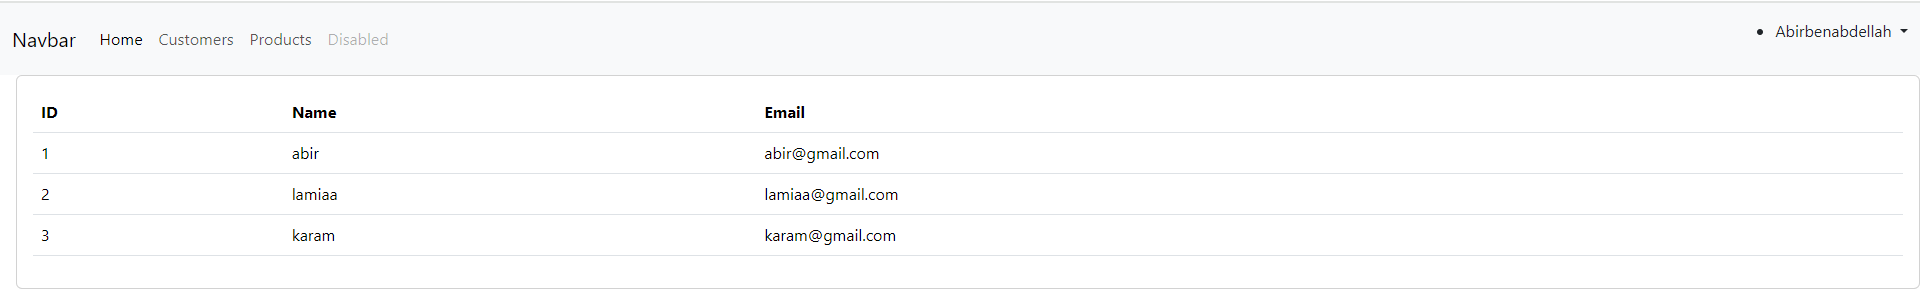 Navbar Home Customers Products Disabled • Abirbenabdellah
ID Name Email
1 abir abir@gmail.com
2 lamiaa lamiaa@gmail.com
3 karam karam@gmail.com